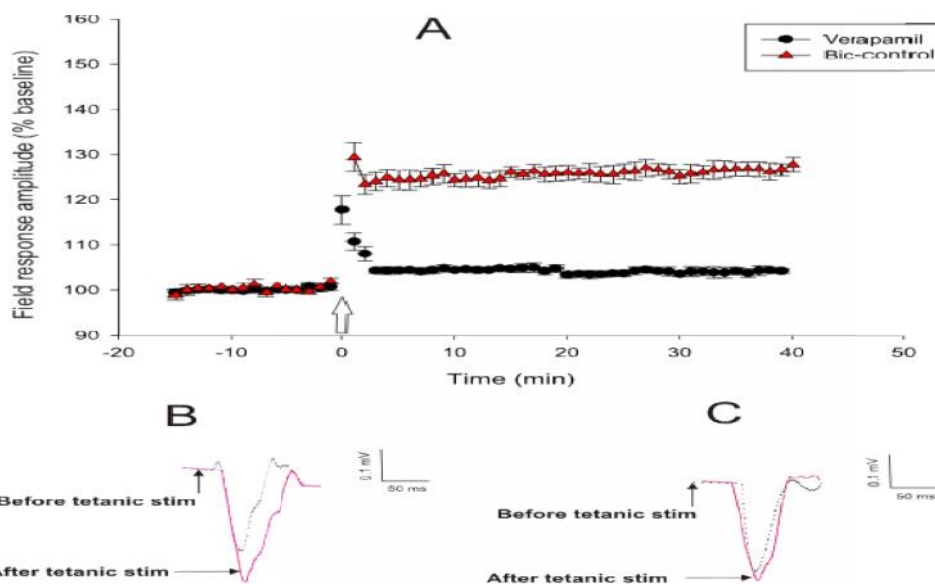 A
160
150
140
130
120
110
100
90
Field response amplitude (% baseline)
Verapamil
Bic-control
-20
-10
0
10
20
30
40
50
Time (min)
B
C
0.1 mV
50 ms
0.1 mV
50 ms
Before tetanic stim
Before tetanic stim
After tetanic stim
After tetanic stim